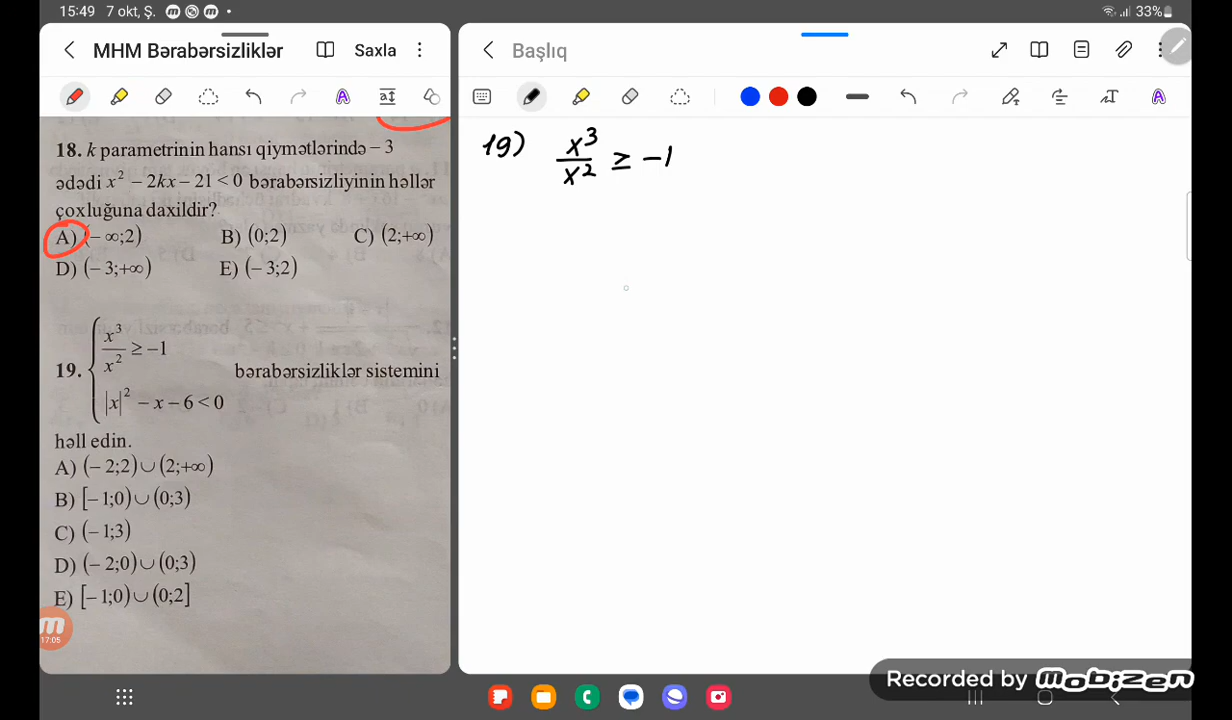 15:49 7 okt, Ş. 33%
MHM Bərabərsizliklər Saxla
Başlıq
18. k parametrinin hansı qiymətlərində – 3
ədədi x² – 2kx – 21 < 0 bərabərsizliyinin həllər
çoxluğuna daxildir?
A) (– ∞;2) B) (0;2) C) (2;+∞)
D) (– 3;+∞) E) (– 3;2)
19. { x³/x² ≥ –1
|x|² – x – 6 < 0 bərabərsizliklər sistemini
həll edin.
A) (– 2;2) ∪ (2;+∞)
B) [– 1;0) ∪ (0;3)
C) (– 1;3)
D) (– 2;0) ∪ (0;3)
E) [– 1;0) ∪ (0;2]
17:05
19) x³/x² ≥ –1
Recorded by mobizen